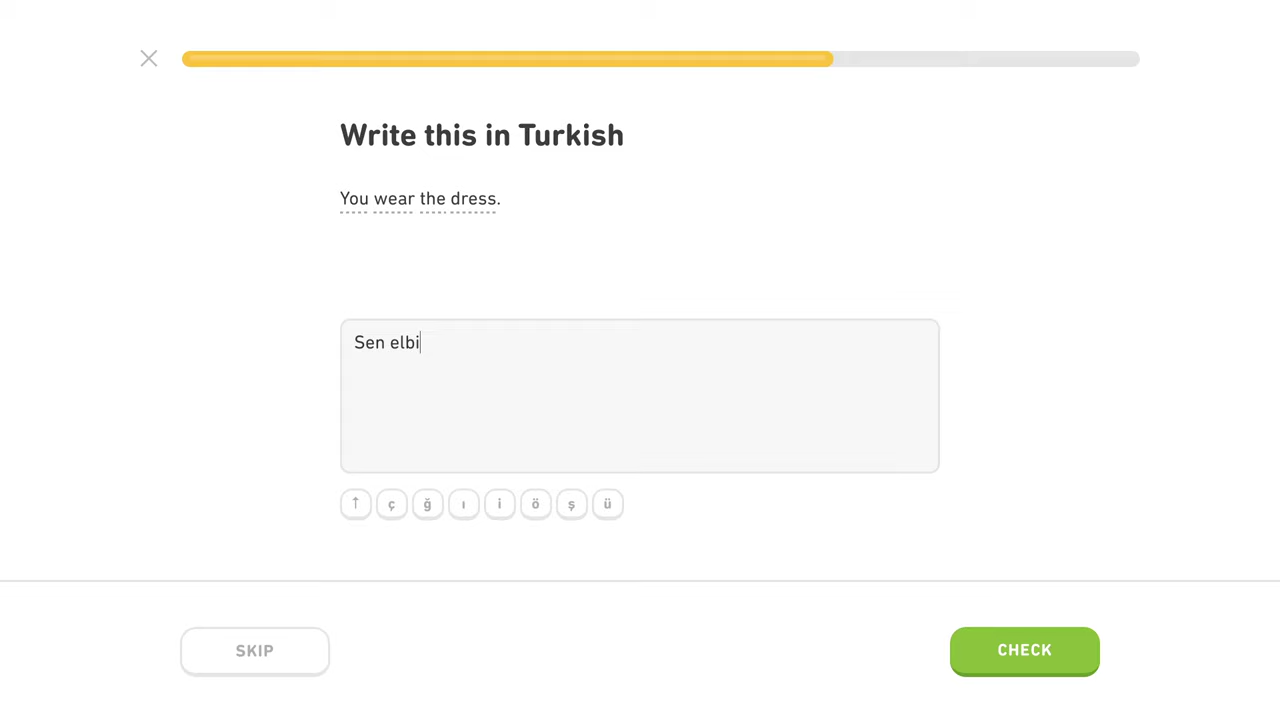 Write this in Turkish
You wear the dress.
Sen elbi
↑ ç ğ ı i ö ş ü
SKIP
CHECK